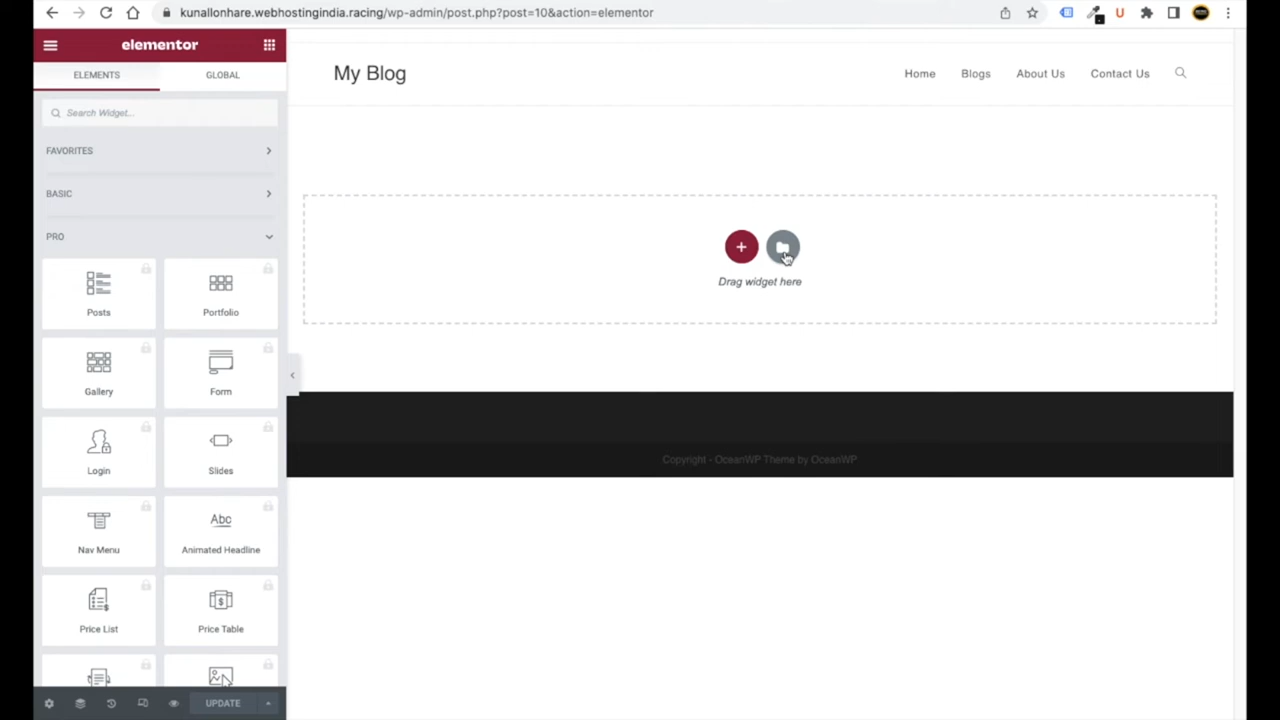 kunallonhare.webhostingindia.racing/wp-admin/post.php?post=10&action=elementor
U
elementor
ELEMENTS
GLOBAL
Search Widget...
FAVORITES
BASIC
PRO
Posts
Portfolio
Gallery
Form
Login
Slides
Nav Menu
Abc
Animated Headline
Price List
Price Table
UPDATE
My Blog
Home
Blogs
About Us
Contact Us
Drag widget here
Copyright - OceanWP Theme by OceanWP